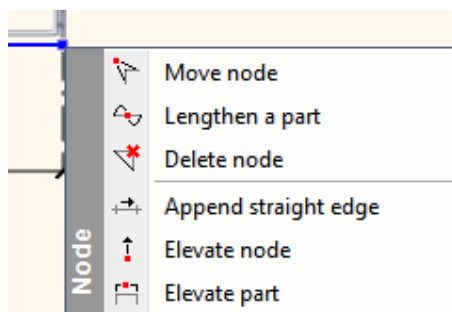 Move node
Lengthen a part
Delete node
Append straight edge
Elevate node
Elevate part
Node